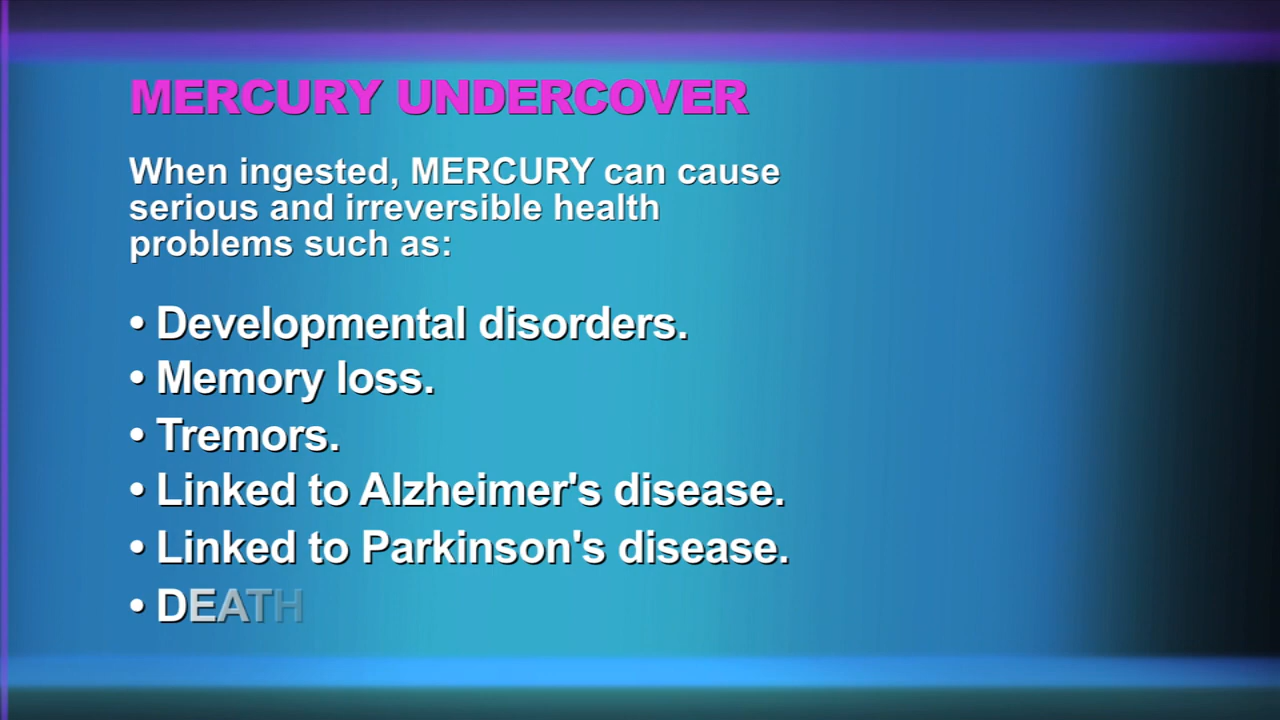 MERCURY UNDERCOVER
When ingested, MERCURY can cause
serious and irreversible health
problems such as:
• Developmental disorders.
• Memory loss.
• Tremors.
• Linked to Alzheimer's disease.
• Linked to Parkinson's disease.
• DEATH